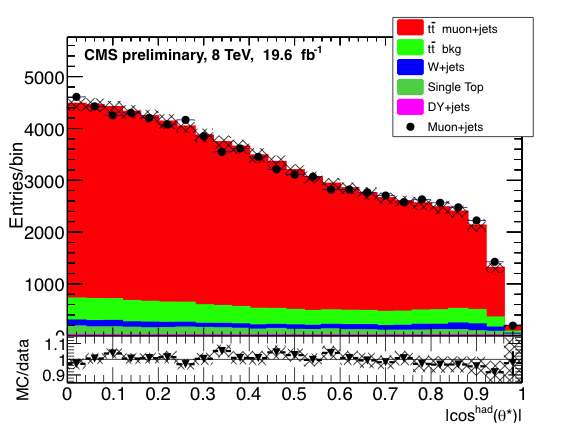 CMS preliminary, 8 TeV, 19.6 fb⁻¹
tt̄ muon+jets
tt̄ bkg
W+jets
Single Top
DY+jets
Muon+jets
Entries/bin
5000
4000
3000
2000
1000
0
MC/data
1.1
1
0.9
0 0.1 0.2 0.3 0.4 0.5 0.6 0.7 0.8 0.9 1
|cos^had(θ*)|